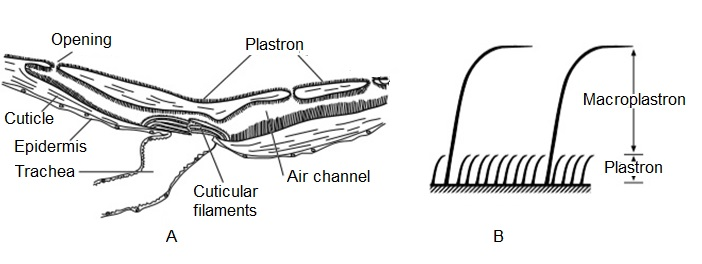 Opening
Plastron
Cuticle
Epidermis
Trachea
Cuticular
filaments
Air channel
A
Macroplastron
Plastron
B